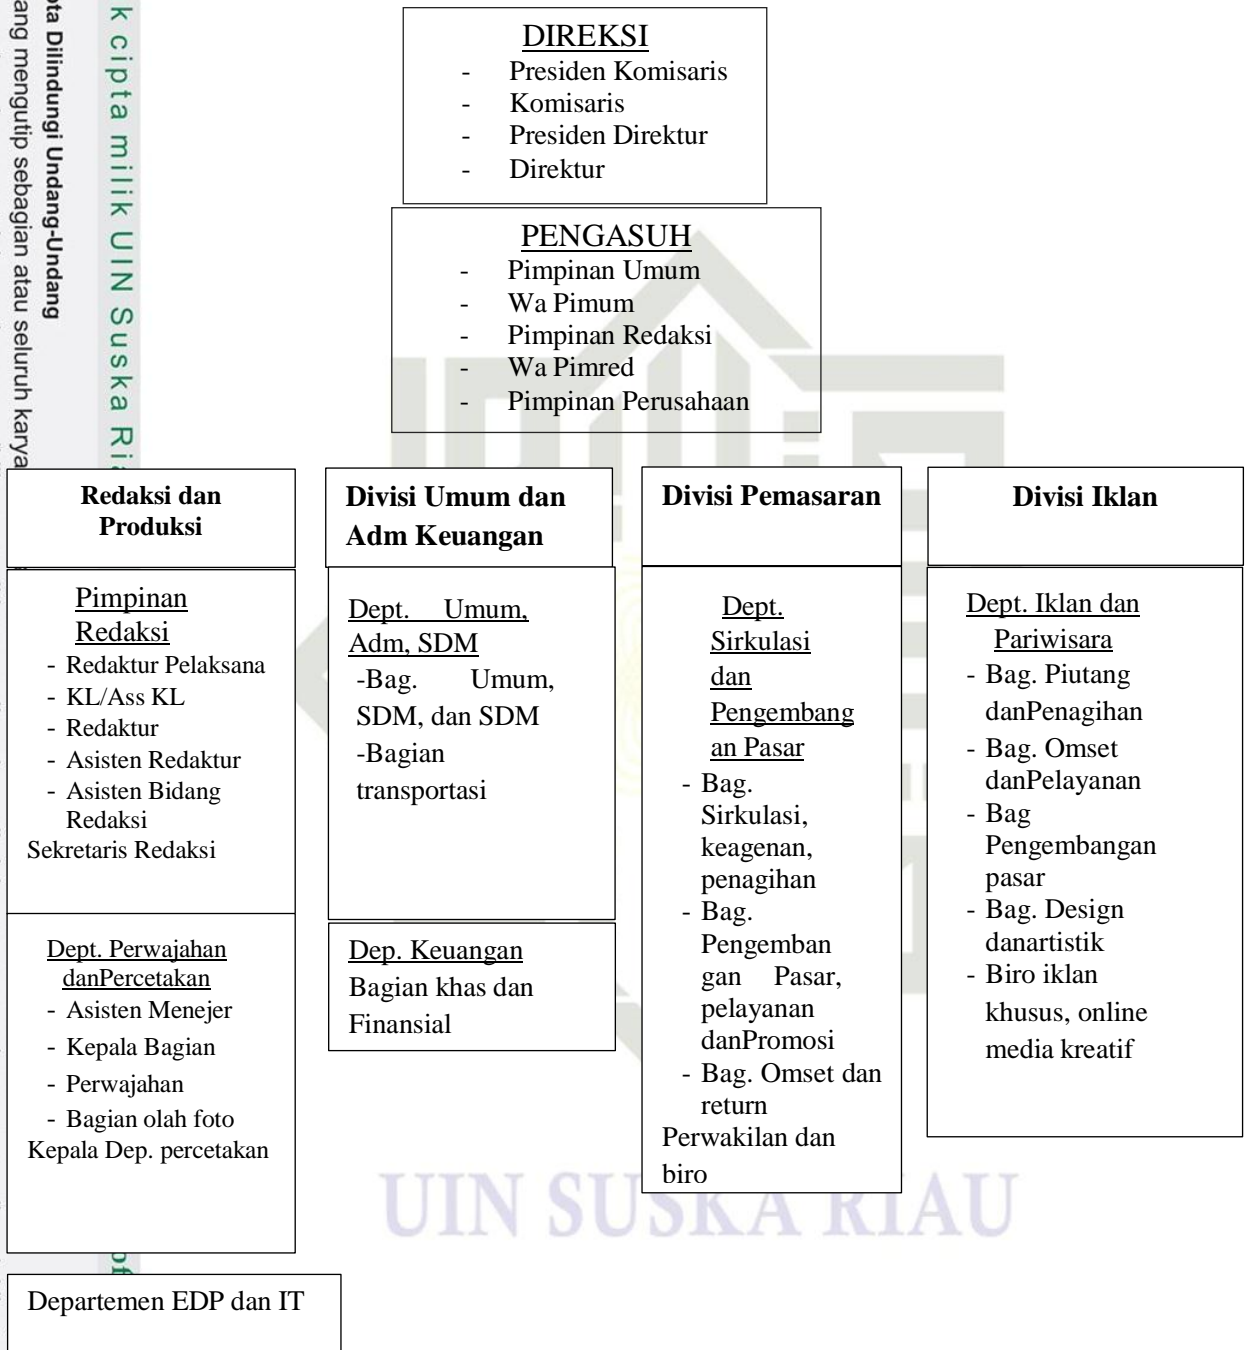 DIREKSI
- Presiden Komisaris
- Komisaris
- Presiden Direktur
- Direktur
PENGASUH
- Pimpinan Umum
- Wa Pimum
- Pimpinan Redaksi
- Wa Pimred
- Pimpinan Perusahaan
Redaksi dan
Produksi
Pimpinan
Redaksi
- Redaktur Pelaksana
- KL/Ass KL
- Redaktur
- Asisten Redaktur
- Asisten Bidang
Redaksi
Sekretaris Redaksi
Dept. Perwajahan
danPercetakan
- Asisten Menejer
- Kepala Bagian
- Perwajahan
- Bagian olah foto
Kepala Dep. percetakan
Divisi Umum dan
Adm Keuangan
Dept. Umum,
Adm, SDM
-Bag. Umum,
SDM, dan SDM
-Bagian
transportasi
Dep. Keuangan
Bagian khas dan
Finansial
Divisi Pemasaran
Dept.
Sirkulasi
dan
Pengembang
an Pasar
- Bag.
Sirkulasi,
keagenan,
penagihan
- Bag.
Pengemban
gan Pasar,
pelayanan
danPromosi
- Bag. Omset dan
return
Perwakilan dan
biro
Divisi Iklan
Dept. Iklan dan
Pariwisara
- Bag. Piutang
danPenagihan
- Bag. Omset
danPelayanan
- Bag
Pengembangan
pasar
- Bag. Design
danartistik
- Biro iklan
khusus, online
media kreatif
Departemen EDP dan IT
UIN SUSKA RIAU
k cipta milik UIN Suska Ria
of
pta Dilindungi Undang-Undang
ang mengutip sebagian atau seluruh karya